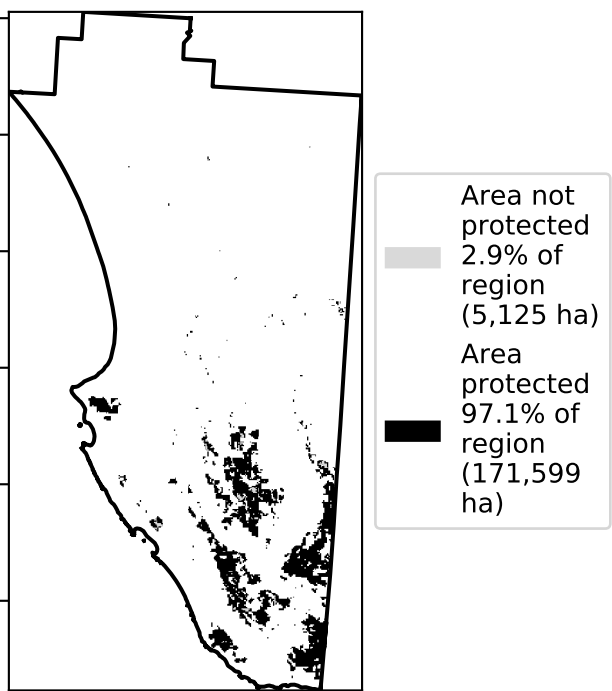 Area not
protected
2.9% of
region
(5,125 ha)
Area
protected
97.1% of
region
(171,599
ha)